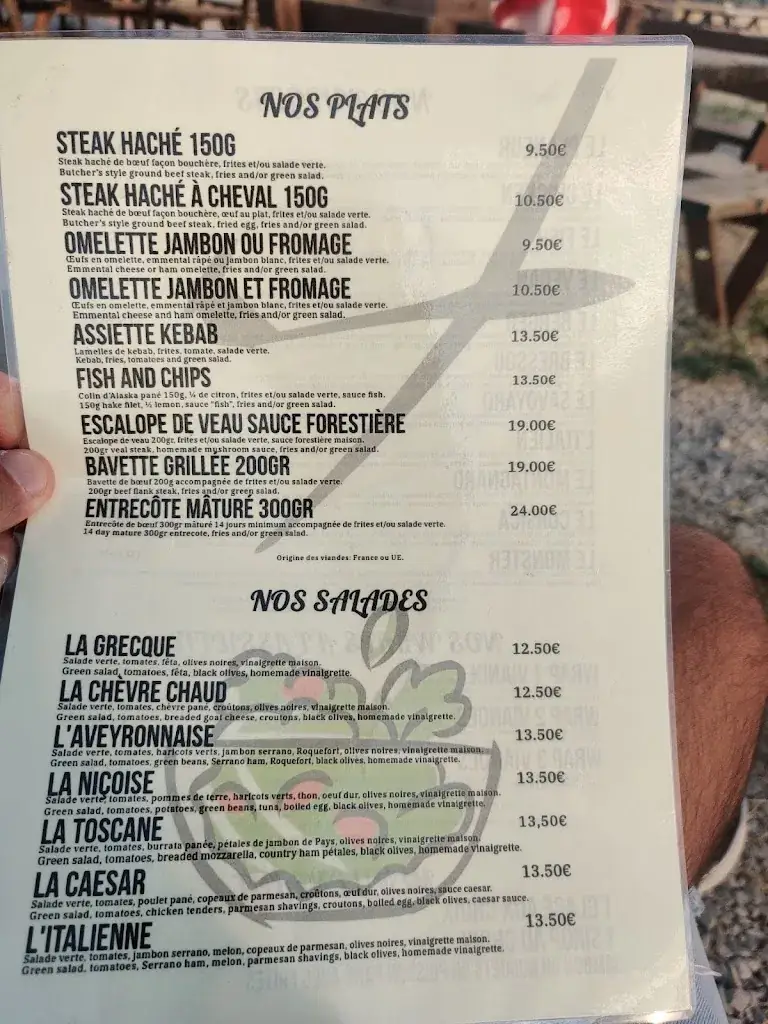 NOS PLATS
STEAK HACHÉ 150G 9.50€
Steak haché de bœuf façon bouchère, frites et/ou salade verte.
Butcher's style ground beef steak, fries and/or green salad.
STEAK HACHÉ À CHEVAL 150G 10.50€
Steak haché de bœuf façon bouchère, œuf au plat, frites et/ou salade verte.
Butcher's style ground beef steak, fried egg, fries and/or green salad.
OMELETTE JAMBON OU FROMAGE 9.50€
Œufs en omelette, emmental râpé ou jambon blanc, frites et/ou salade verte.
Emmental cheese or ham omelette, fries and/or green salad.
OMELETTE JAMBON ET FROMAGE 10.50€
Œufs en omelette, emmental râpé et jambon blanc, frites et/ou salade verte.
Emmental cheese and ham omelette, fries and/or green salad.
ASSIETTE KEBAB 13.50€
Lamelles de kebab, frites, tomate, salade verte.
Kebab, fries, tomatoes and green salad.
FISH AND CHIPS 13.50€
Colin d'Alaska pané 150g, ¼ de citron, frites et/ou salade verte, sauce fish.
150g hake filet, ¼ lemon, sauce "fish", fries and/or green salad.
ESCALOPE DE VEAU SAUCE FORESTIÈRE 19.00€
Escalope de veau 200gr, frites et/ou salade verte, sauce forestière maison.
200gr veal steak, homemade mushroom sauce, fries and/or green salad.
BAVETTE GRILLÉE 200GR 19.00€
Bavette de bœuf 200g accompagnée de frites et/ou salade verte.
200gr beef flank steak, fries and/or green salad.
ENTRECÔTE MÂTURÉ 300GR 24.00€
Entrecôte de bœuf 300gr mâturé 14 jours minimum accompagnée de frites et/ou salade verte.
14 day mature 300gr entrecote, fries and/or green salad.
Origine des viandes: France ou UE.
NOS SALADES
LA GRECQUE 12.50€
Salade verte, tomates, fêta, olives noires, vinaigrette maison.
Green salad, tomatoes, fêta, black olives, homemade vinaigrette.
LA CHÈVRE CHAUD 12.50€
Salade verte, tomates, chèvre pané, croûtons, olives noires, vinaigrette maison.
Green salad, tomatoes, breaded goat cheese, croutons, black olives, homemade vinaigrette.
L'AVEYRONNAISE 13.50€
Salade verte, tomates, haricots verts, jambon serrano, Roquefort, olives noires, vinaigrette maison.
Green salad, tomatoes, green beans, Serrano ham, Roquefort, black olives, homemade vinaigrette.
LA NIÇOISE 13.50€
Salade verte, tomates, pommes de terre, haricots verts, thon, oeuf dur, olives noires, vinaigrette maison.
Green salad, tomatoes, potatoes, green beans, tuna, boiled egg, black olives, homemade vinaigrette.
LA TOSCANE 13,50€
Salade verte, tomates, burrata panée, pétales de jambon de Pays, olives noires, vinaigrette maison.
Green salad, tomatoes, breaded mozzarella, country ham pétales, black olives, homemade vinaigrette.
LA CAESAR 13.50€
Salade verte, tomates, poulet pané, copeaux de parmesan, croûtons, œuf dur, olives noires, sauce caesar.
Green salad, tomatoes, chicken tenders, parmesan shavings, croutons, boiled egg, black olives, caesar sauce.
L'ITALIENNE 13.50€
Salade verte, tomates, jambon serrano, melon, copeaux de parmesan, olives noires, vinaigrette maison.
Green salad, tomatoes, Serrano ham, melon, parmesan shavings, black olives, homemade vinaigrette.